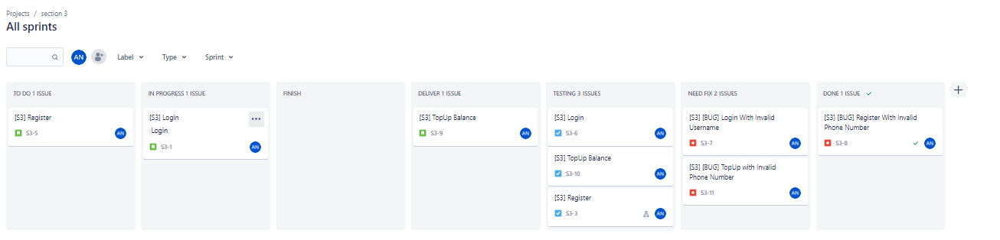 Projects / section 3
All sprints
AN Label Type Sprint
TO DO 1 ISSUE
[S3] Register
S3-5 AN
IN PROGRESS 1 ISSUE
[S3] Login
Login
S3-1 AN
FINISH
DELIVER 1 ISSUE
[S3] TopUp Balance
S3-9 AN
TESTING 3 ISSUES
[S3] Login
S3-6 AN
[S3] TopUp Balance
S3-10 AN
[S3] Register
S3-3 AN
NEED FIX 2 ISSUES
[S3] [BUG] Login With Invalid
Username
S3-7 AN
[S3] [BUG] TopUp with Invalid
Phone Number
S3-11 AN
DONE 1 ISSUE
[S3] [BUG] Register With Invalid
Phone Number
S3-8 AN